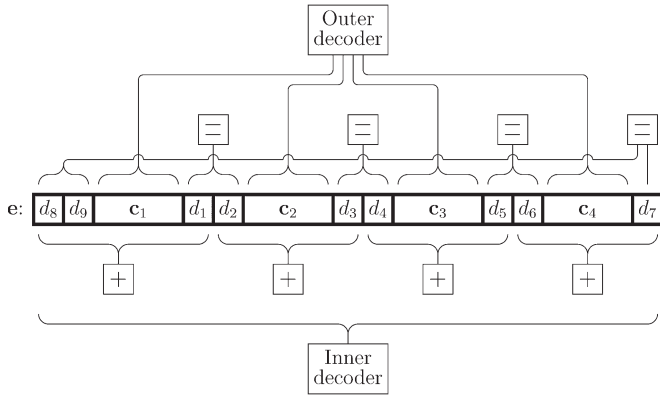 Outer
decoder
= = = =
e: d₈ d₉ c₁ d₁ d₂ c₂ d₃ d₄ c₃ d₅ d₆ c₄ d₇
+ + + +
Inner
decoder